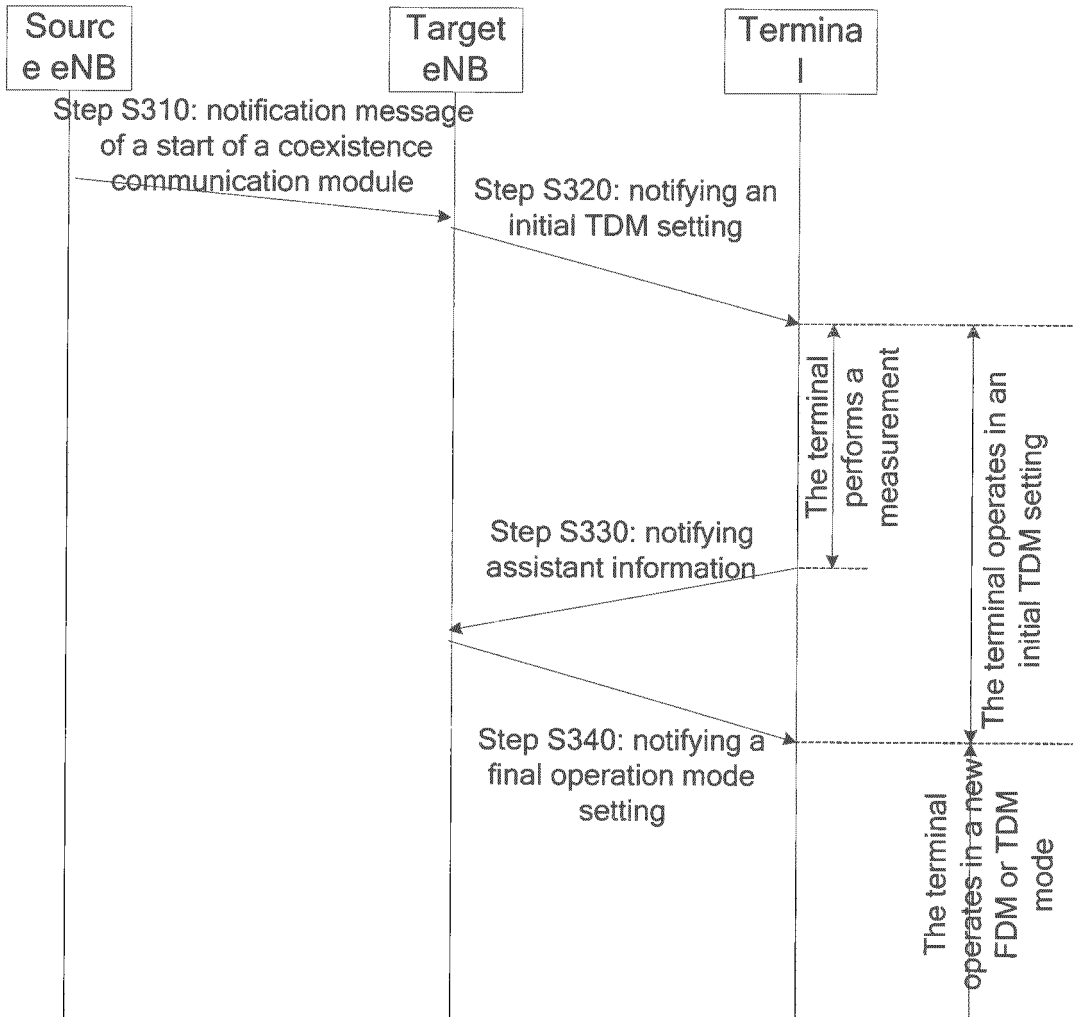 Sourc
e eNB
Target
eNB
Termina
l
Step S310: notification message
of a start of a coexistence
communication module
Step S320: notifying an
initial TDM setting
The terminal
performs a
measurement
The terminal operates in an
initial TDM setting
Step S330: notifying
assistant information
Step S340: notifying a
final operation mode
setting
The terminal
operates in a new
FDM or TDM
mode